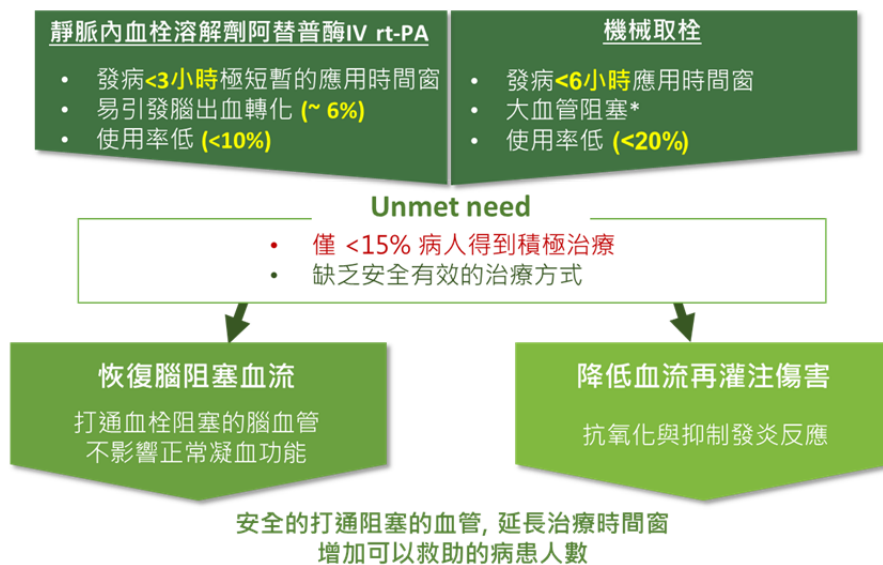 靜脈內血栓溶解劑阿替普酶IV rt-PA
• 發病<3小時極短暫的應用時間窗
• 易引發腦出血轉化 (~ 6%)
• 使用率低 (<10%)
機械取栓
• 發病<6小時應用時間窗
• 大血管阻塞*
• 使用率低 (<20%)
Unmet need
• 僅 <15% 病人得到積極治療
• 缺乏安全有效的治療方式
恢復腦阻塞血流
打通血栓阻塞的腦血管
不影響正常凝血功能
降低血流再灌注傷害
抗氧化與抑制發炎反應
安全的打通阻塞的血管, 延長治療時間窗
增加可以救助的病患人數